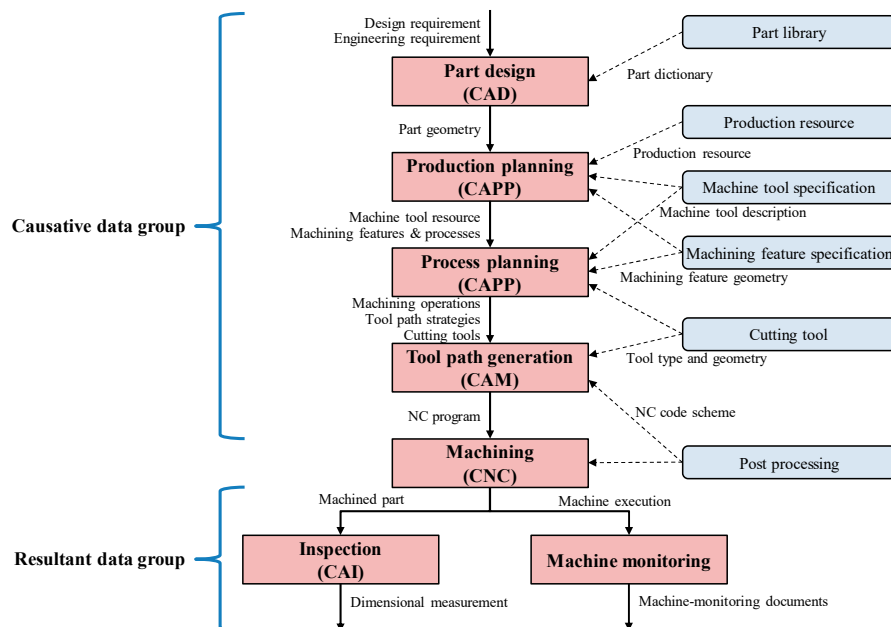 Design requirement
Engineering requirement
Part library
Part design
(CAD)
Part dictionary
Part geometry
Production resource
Production resource
Production planning
(CAPP)
Machine tool specification
Machine tool resource
Machine tool description
Causative data group
Machining features & processes
Machining feature specification
Process planning
(CAPP)
Machining feature geometry
Machining operations
Tool path strategies
Cutting tools
Cutting tool
Tool path generation
(CAM)
Tool type and geometry
NC program
NC code scheme
Machining
(CNC)
Post processing
Machined part
Machine execution
Resultant data group
Inspection
(CAI)
Machine monitoring
Dimensional measurement
Machine-monitoring documents